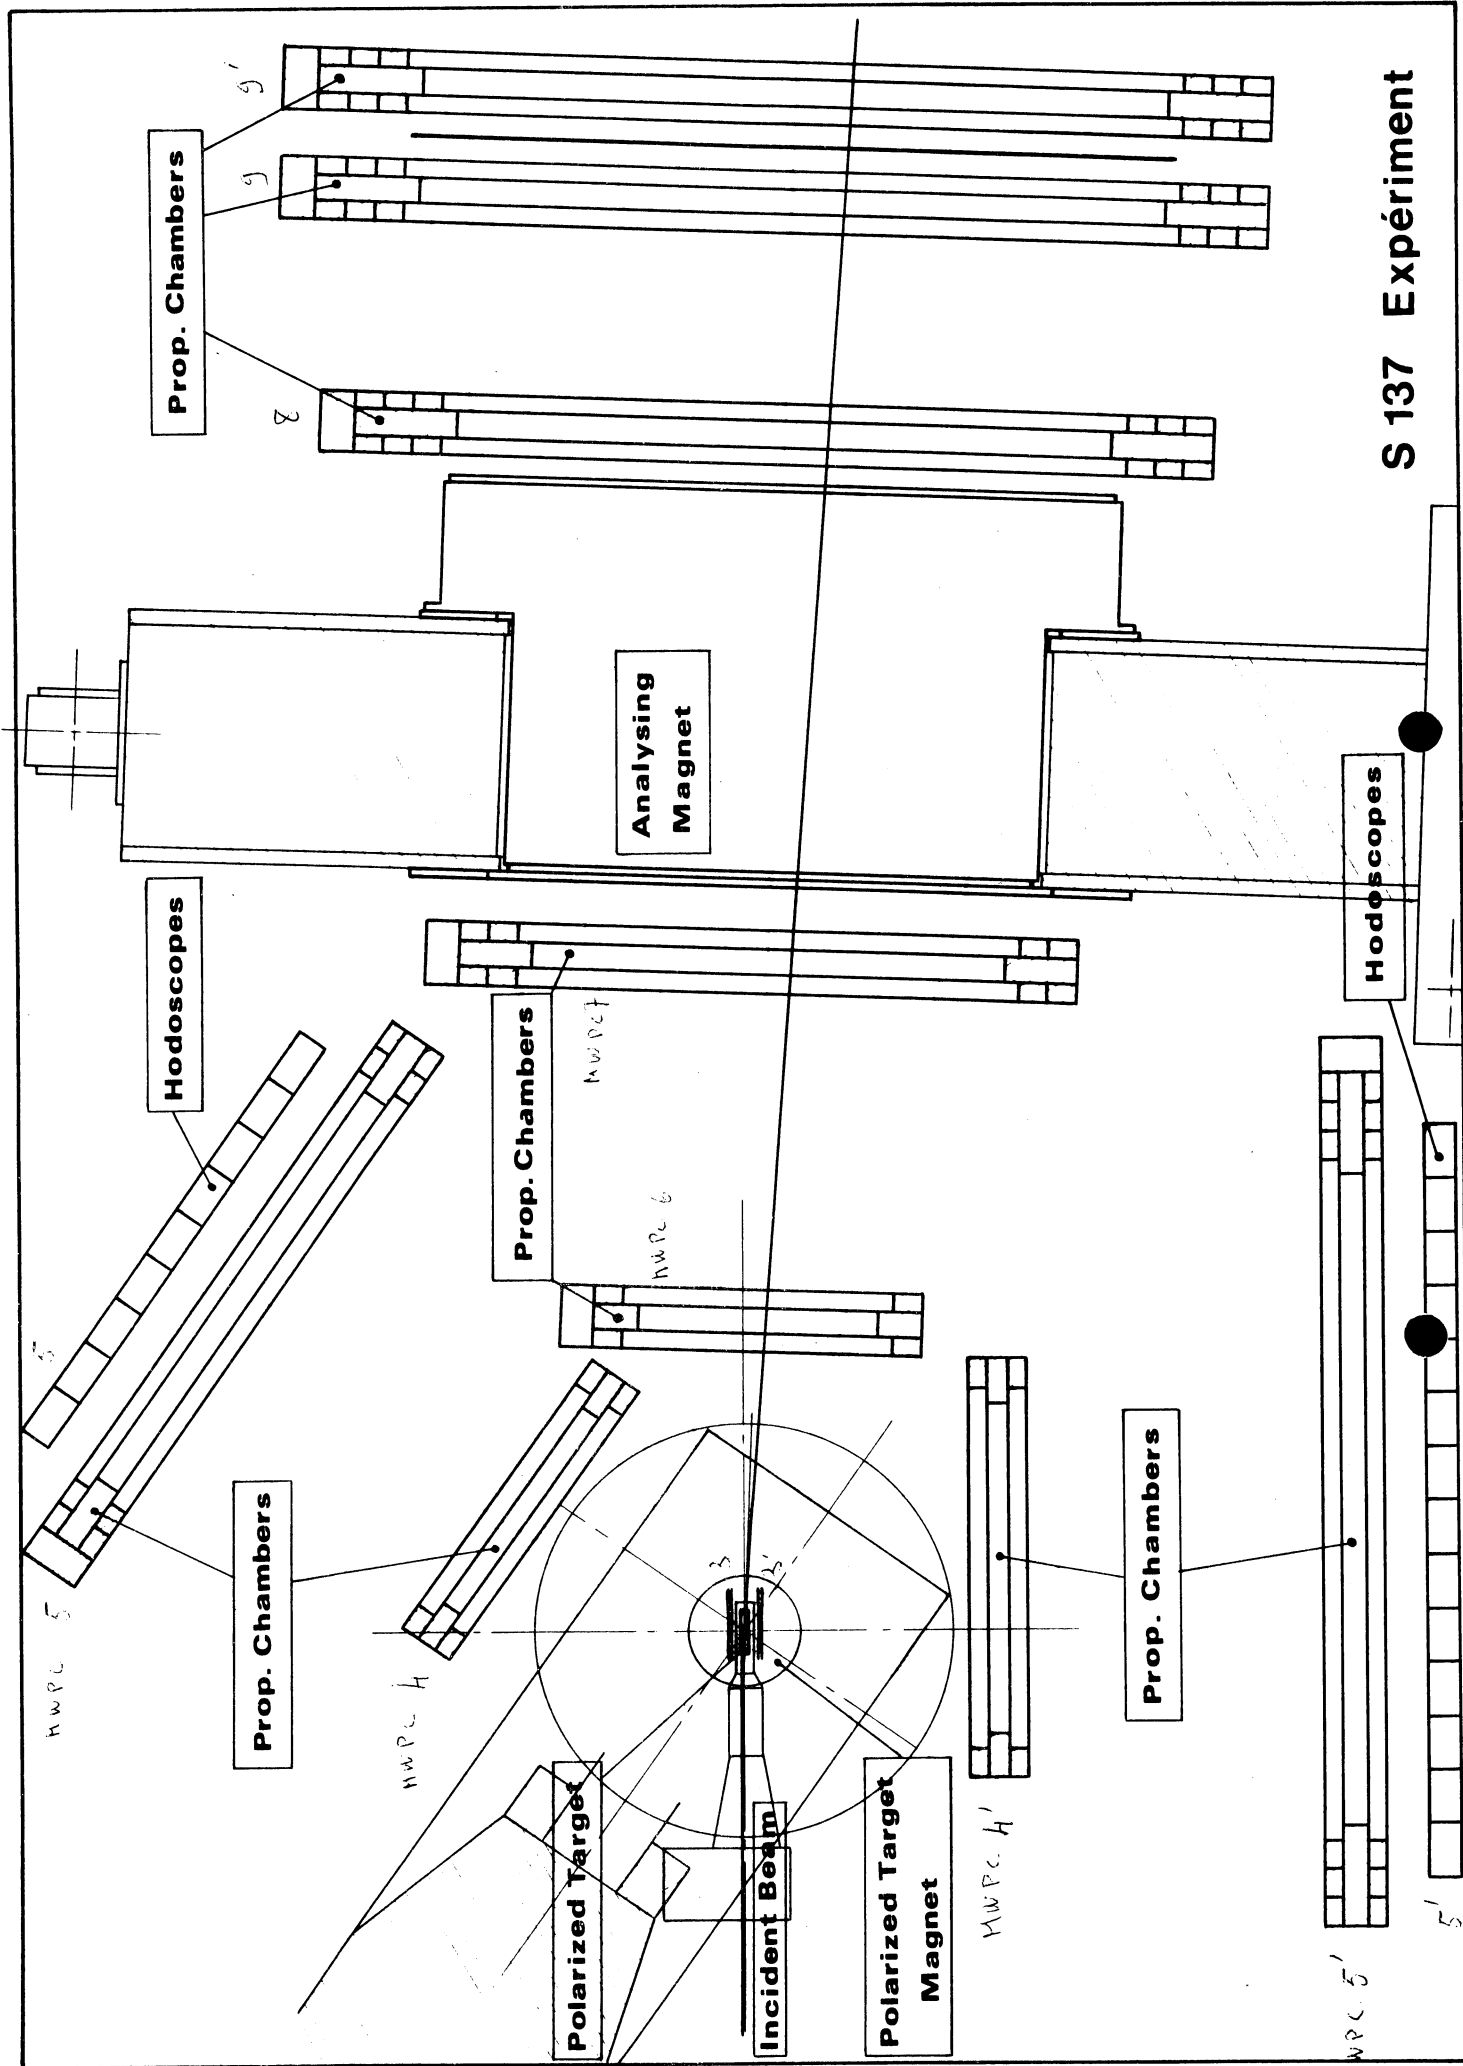 S 137 Expériment
Prop. Chambers
9'
9
8
Analysing
Magnet
Hodoscopes
Hodoscopes
Prop. Chambers
MWPC 7
MWPC 6
5
MWPC 5
Prop. Chambers
MWPC 4
3
3'
Polarized Target
Incident Beam
Polarized Target
Magnet
MWPC 4'
Prop. Chambers
WPC 5'
5'